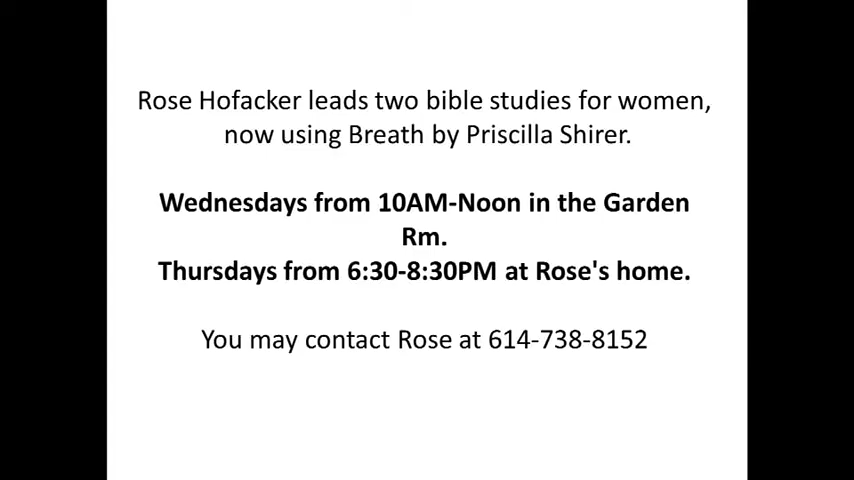 Rose Hofacker leads two bible studies for women,
now using Breath by Priscilla Shirer.
Wednesdays from 10AM-Noon in the Garden
Rm.
Thursdays from 6:30-8:30PM at Rose's home.
You may contact Rose at 614-738-8152